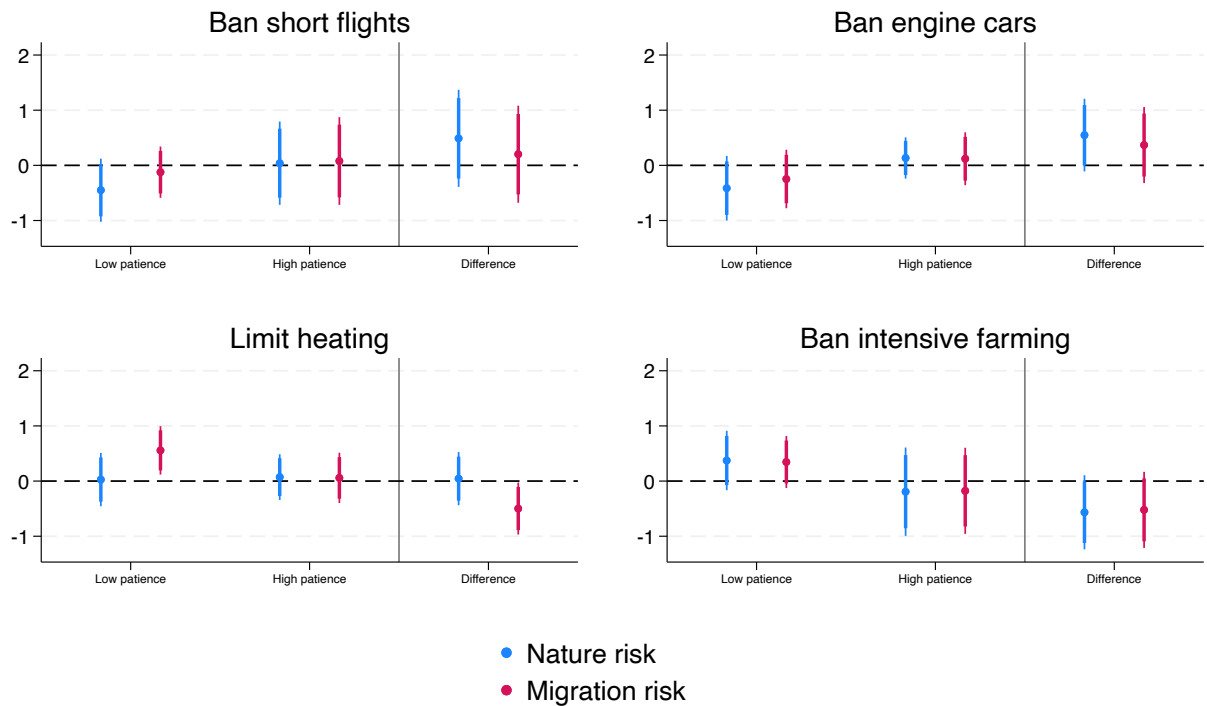 Ban short flights
2
1
0
-1
Low patience
High patience
Difference
Ban engine cars
2
1
0
-1
Low patience
High patience
Difference
Limit heating
2
1
0
-1
Low patience
High patience
Difference
Ban intensive farming
2
1
0
-1
Low patience
High patience
Difference
Nature risk
Migration risk